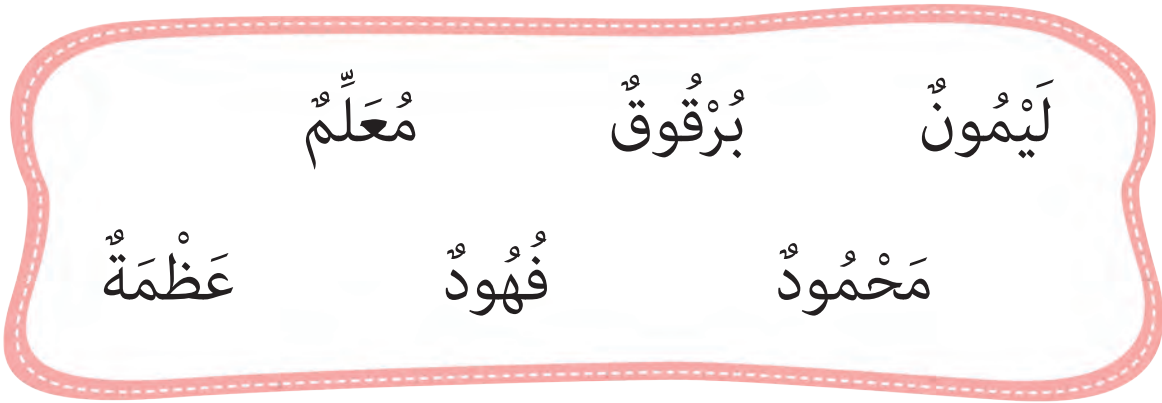 لَيْمُونٌ بُرْقُوقٌ مُعَلِّمٌ
مَحْمُودٌ فُهُودٌ عَظْمَةٌ